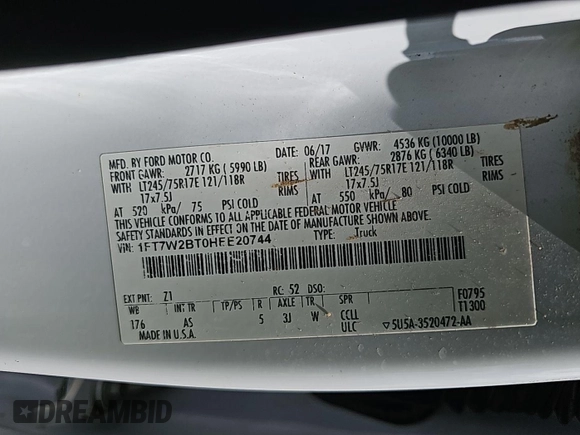 MFD. BY FORD MOTOR CO.
DATE: 06/17 GVWR: 4536 KG (10000 LB)
FRONT GAWR: 2717 KG ( 5990 LB)
REAR GAWR: 2876 KG ( 6340 LB)
WITH LT245/75R17E 121/118R TIRES
WITH LT245/75R17E 121/118R TIRES
17x7.5J RIMS
17x7.5J RIMS
AT 520 kPa/ 75 PSI COLD
AT 550 kPa/ 80 PSI COLD
THIS VEHICLE CONFORMS TO ALL APPLICABLE FEDERAL MOTOR VEHICLE
SAFETY STANDARDS IN EFFECT ON THE DATE OF MANUFACTURE SHOWN ABOVE.
VIN: 1FT7W2BT0HFE20744 TYPE: Truck
EXT PNT: Z1 RC: 52 DSO: F0795
WB INT TR TP/PS R AXLE TR SPR T1300
176 AS 5 3J W CCLL
MADE IN U.S.A. ULC ▽5U5A-3520472-AA
DREAMBID